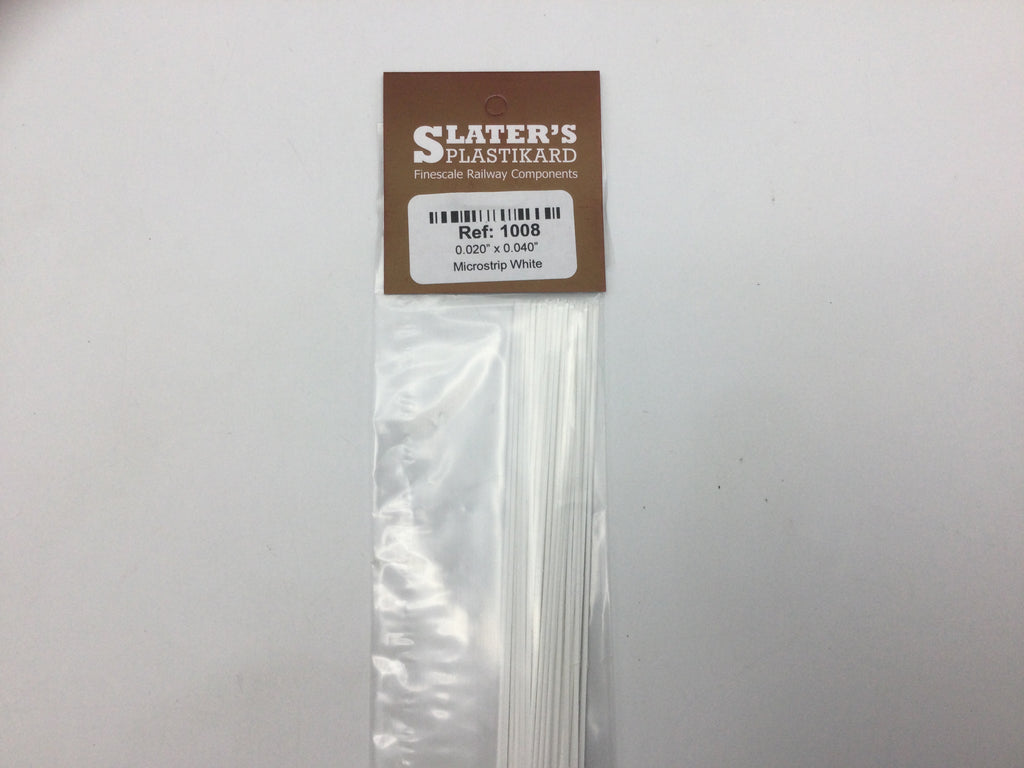 SLATER'S
PLASTIKARD
Finescale Railway Components
Ref: 1008
0.020" x 0.040"
Microstrip White